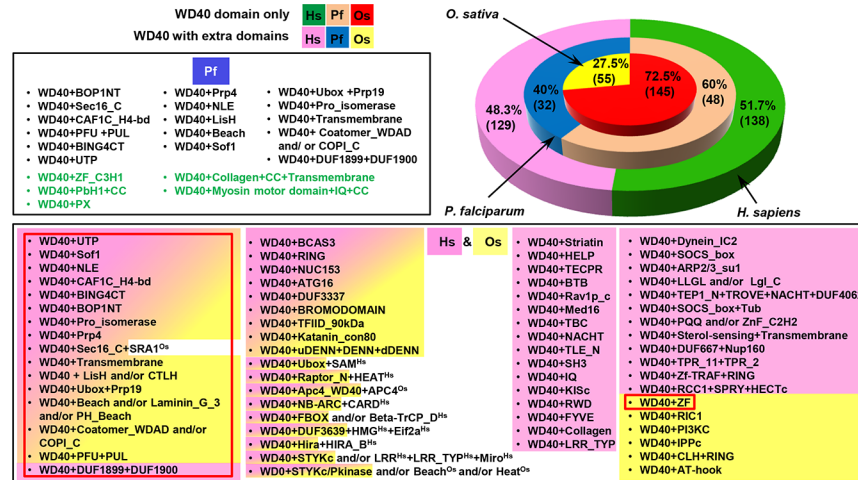 WD40 domain only Hs Pf Os
WD40 with extra domains Hs Pf Os
Pf
• WD40+BOP1NT
• WD40+Sec16_C
• WD40+CAF1C_H4-bd
• WD40+PFU +PUL
• WD40+BING4CT
• WD40+UTP
• WD40+Prp4
• WD40+NLE
• WD40+LisH
• WD40+Beach
• WD40+Sof1
• WD40+Ubox +Prp19
• WD40+Pro_isomerase
• WD40+Transmembrane
• WD40+ Coatomer_WDAD
and/ or COPI_C
• WD40+DUF1899+DUF1900
• WD40+ZF_C3H1
• WD40+PbH1+CC
• WD40+PX
• WD40+Collagen+CC+Transmembrane
• WD40+Myosin motor domain+IQ+CC
O. sativa
27.5%
(55)
72.5%
(145)
40%
(32)
60%
(48)
48.3%
(129)
51.7%
(138)
P. falciparum
H. sapiens
Hs & Os
• WD40+UTP
• WD40+Sof1
• WD40+NLE
• WD40+CAF1C_H4-bd
• WD40+BING4CT
• WD40+BOP1NT
• WD40+Pro_isomerase
• WD40+Prp4
• WD40+Sec16_C+SRA1Os
• WD40+Transmembrane
• WD40 + LisH and/or CTLH
• WD40+Ubox+Prp19
• WD40+Beach and/or Laminin_G_3
and/or PH_Beach
• WD40+Coatomer_WDAD and/or
COPI_C
• WD40+PFU+PUL
• WD40+DUF1899+DUF1900
• WD40+BCAS3
• WD40+RING
• WD40+NUC153
• WD40+ATG16
• WD40+DUF3337
• WD40+BROMODOMAIN
• WD40+TFIID_90kDa
• WD40+Katanin_con80
• WD40+uDENN+DENN+dDENN
• WD40+Ubox+SAMHs
• WD40+Raptor_N+HEATHs
• WD40+Apc4_WD40+APC4Os
• WD40+NB-ARC+CARDHs
• WD40+FBOX and/or Beta-TrCP_DHs
• WD40+DUF3639+HMGHs+Eif2aHs
• WD40+Hira+HIRA_BHs
• WD40+STYKc and/or LRRHs+LRR_TYPHs+MiroHs
• WD0+STYKc/Pkinase and/or BeachOs and/or HeatOs
• WD40+Striatin
• WD40+HELP
• WD40+TECPR
• WD40+BTB
• WD40+Rav1p_c
• WD40+Med16
• WD40+TBC
• WD40+NACHT
• WD40+TLE_N
• WD40+SH3
• WD40+IQ
• WD40+KISc
• WD40+RWD
• WD40+FYVE
• WD40+Collagen
• WD40+LRR_TYP
• WD40+Dynein_IC2
• WD40+SOCS_box
• WD40+ARP2/3_su1
• WD40+LLGL and/or Lgl_C
• WD40+TEP1_N+TROVE+NACHT+DUF4062
• WD40+SOCS_box+Tub
• WD40+PQQ and/or ZnF_C2H2
• WD40+Sterol-sensing+Transmembrane
• WD40+DUF667+Nup160
• WD40+TPR_11+TPR_2
• WD40+Zf-TRAF+RING
• WD40+RCC1+SPRY+HECTc
• WD40+ZF
• WD40+RIC1
• WD40+PI3KC
• WD40+IPPc
• WD40+CLH+RING
• WD40+AT-hook